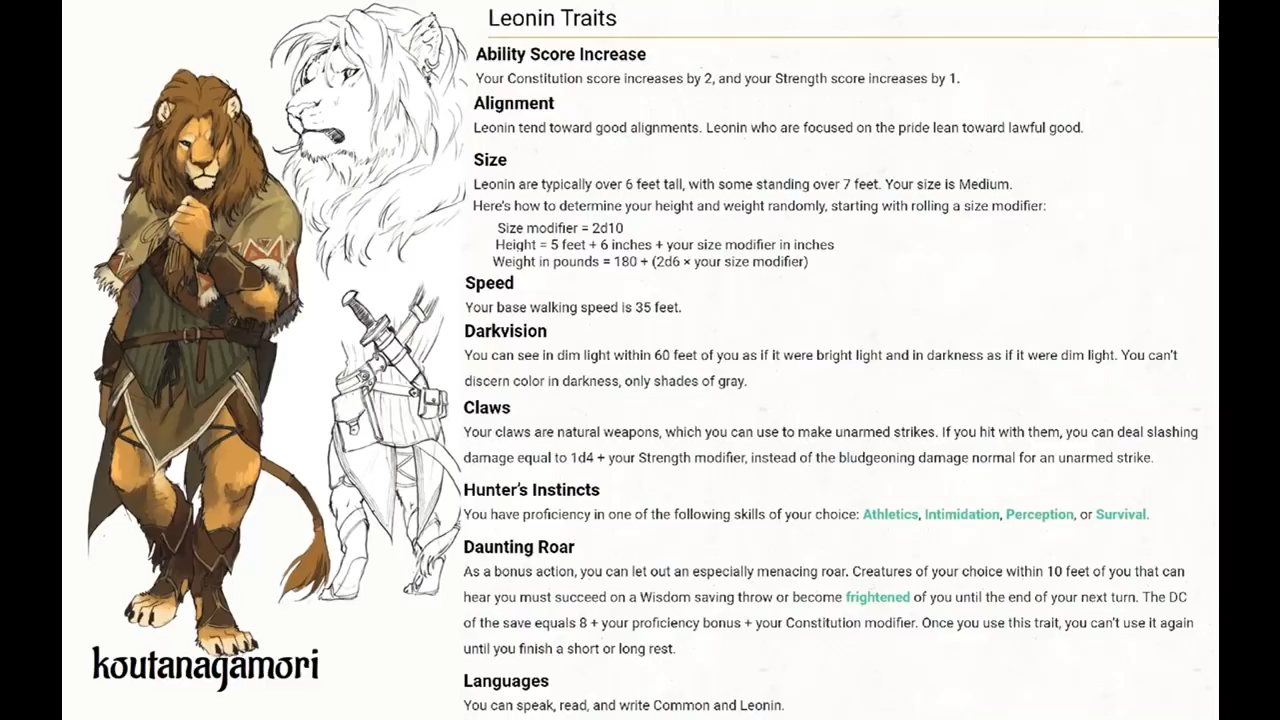 Leonin Traits
Ability Score Increase
Your Constitution score increases by 2, and your Strength score increases by 1.
Alignment
Leonin tend toward good alignments. Leonin who are focused on the pride lean toward lawful good.
Size
Leonin are typically over 6 feet tall, with some standing over 7 feet. Your size is Medium.
Here's how to determine your height and weight randomly, starting with rolling a size modifier:
Size modifier = 2d10
Height = 5 feet + 6 inches + your size modifier in inches
Weight in pounds = 180 + (2d6 × your size modifier)
Speed
Your base walking speed is 35 feet.
Darkvision
You can see in dim light within 60 feet of you as if it were bright light and in darkness as if it were dim light. You can't
discern color in darkness, only shades of gray.
Claws
Your claws are natural weapons, which you can use to make unarmed strikes. If you hit with them, you can deal slashing
damage equal to 1d4 + your Strength modifier, instead of the bludgeoning damage normal for an unarmed strike.
Hunter's Instincts
You have proficiency in one of the following skills of your choice: Athletics, Intimidation, Perception, or Survival.
Daunting Roar
As a bonus action, you can let out an especially menacing roar. Creatures of your choice within 10 feet of you that can
hear you must succeed on a Wisdom saving throw or become frightened of you until the end of your next turn. The DC
of the save equals 8 + your proficiency bonus + your Constitution modifier. Once you use this trait, you can't use it again
until you finish a short or long rest.
Languages
You can speak, read, and write Common and Leonin.
koutanagamori